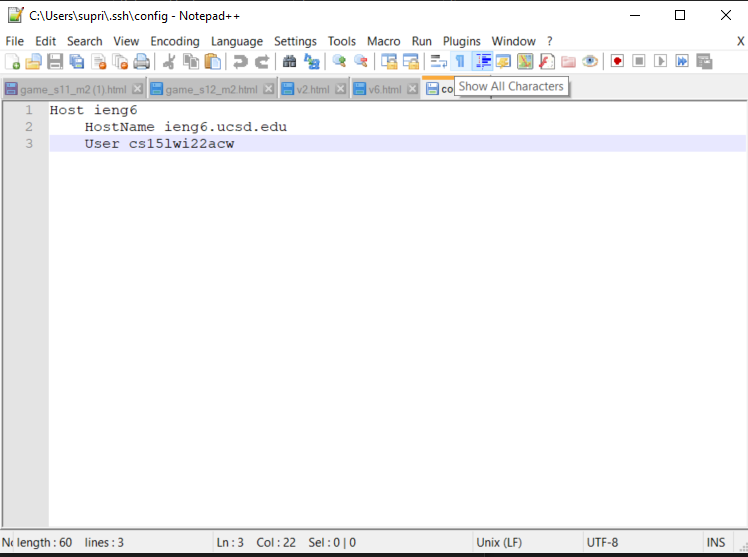 C:\Users\supri\.ssh\config - Notepad++
File Edit Search View Encoding Language Settings Tools Macro Run Plugins Window ? X
game_s11_m2 (1).html game_s12_m2.html v2.html v6.html co Show All Characters
1 Host ieng6
2 HostName ieng6.ucsd.edu
3 User cs15lwi22acw
length : 60 lines : 3 Ln : 3 Col : 22 Sel : 0 | 0 Unix (LF) UTF-8 INS